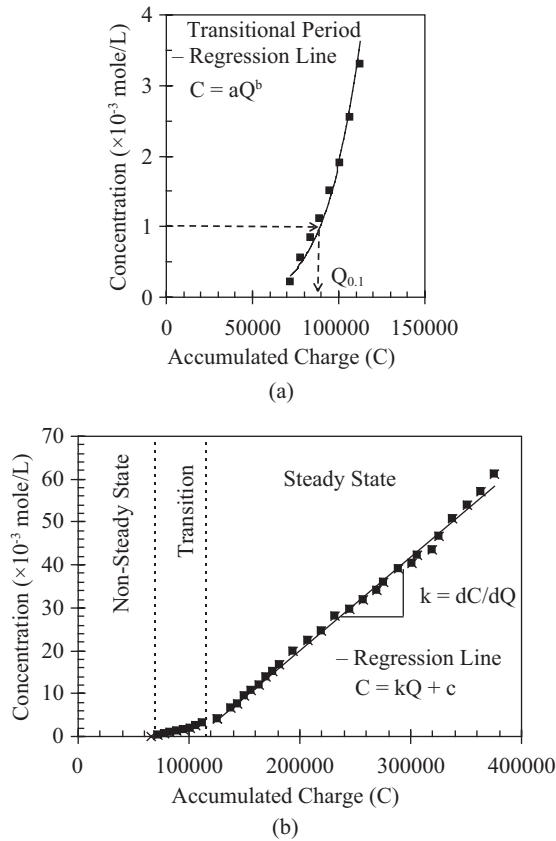 Transitional Period
– Regression Line
C = aQᵇ
Concentration (×10⁻³ mole/L)
4
3
2
1
0
Q₀.₁
0 50000 100000 150000
Accumulated Charge (C)
(a)
70
60
50
40
30
20
10
0
Concentration (×10⁻³ mole/L)
Non-Steady State
Transition
Steady State
k = dC/dQ
– Regression Line
C = kQ + c
0 100000 200000 300000 400000
Accumulated Charge (C)
(b)